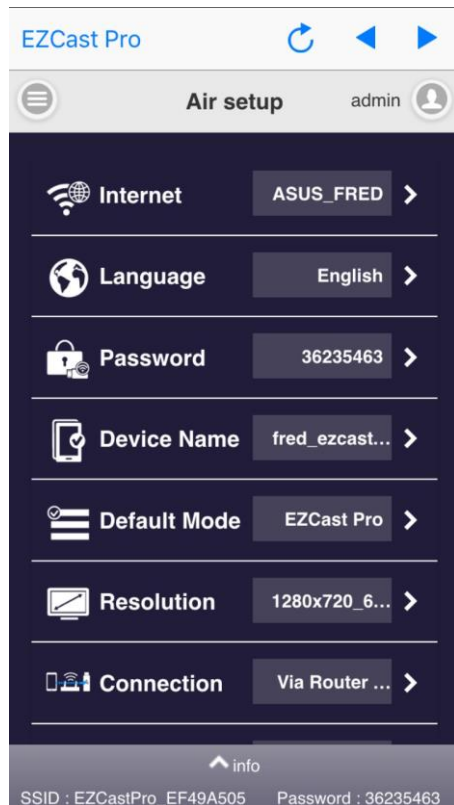 EZCast Pro
Air setup admin
Internet ASUS_FRED
Language English
Password 36235463
Device Name fred_ezcast...
Default Mode EZCast Pro
Resolution 1280x720_6...
Connection Via Router ...
info
SSID : EZCastPro_EF49A505 Password : 36235463